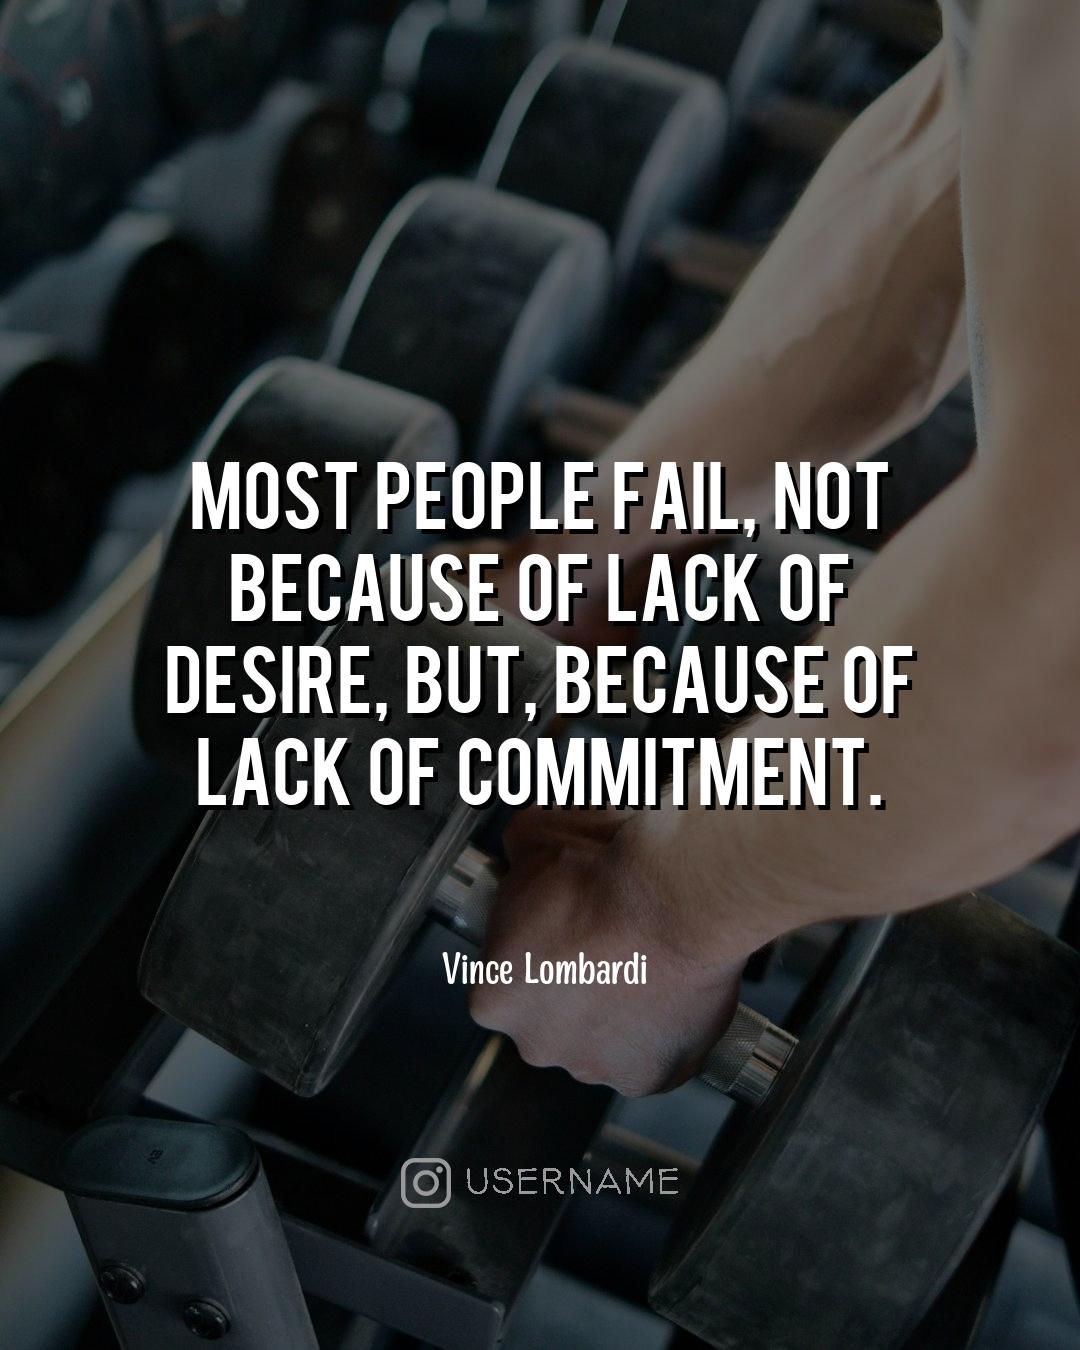 MOST PEOPLE FAIL, NOT
BECAUSE OF LACK OF
DESIRE, BUT, BECAUSE OF
LACK OF COMMITMENT.
Vince Lombardi
USERNAME